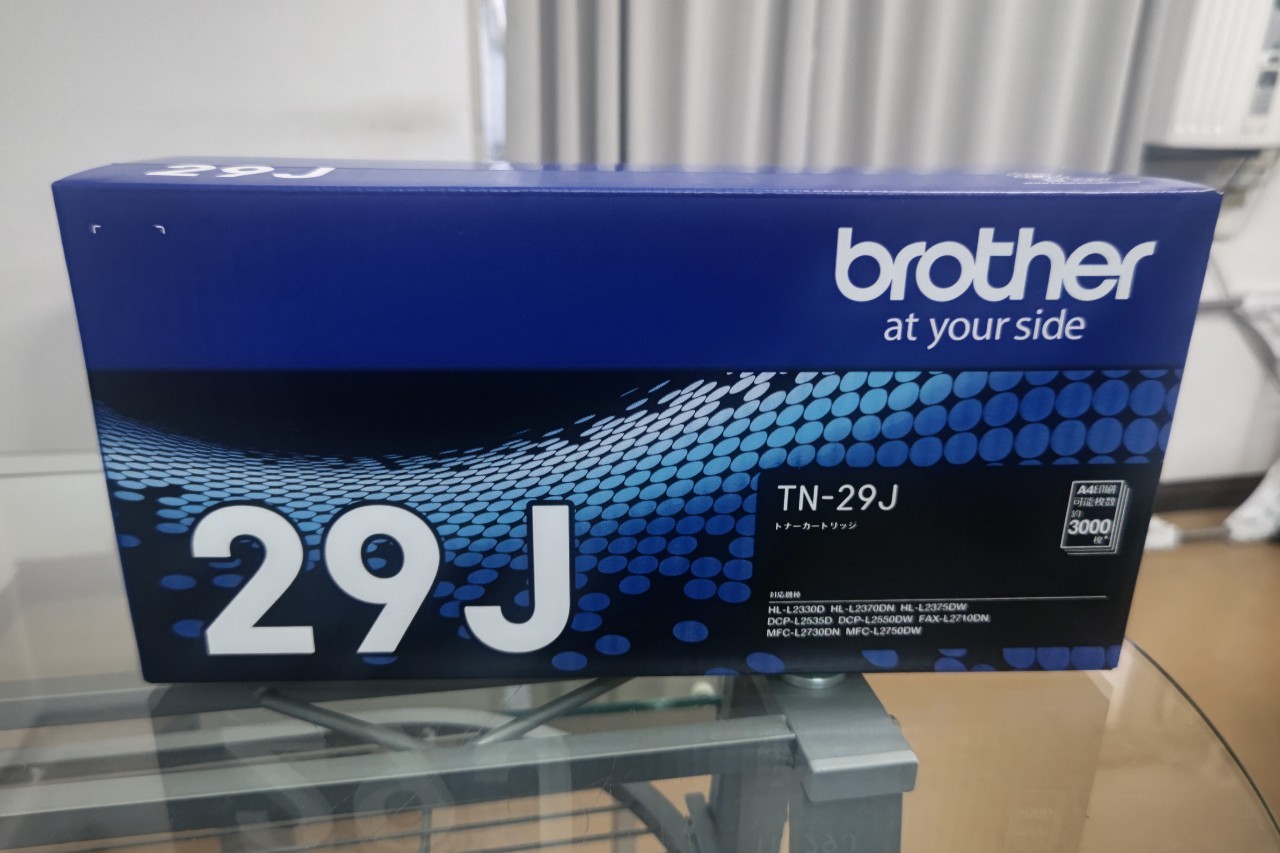 29J
brother
at your side
29J
TN-29J
トナーカートリッジ
A4印刷
可能枚数
約
3000
枚*
対応機種
HL-L2330D HL-L2370DN HL-L2375DW
DCP-L2535D DCP-L2550DW FAX-L2710DN
MFC-L2730DN MFC-L2750DW